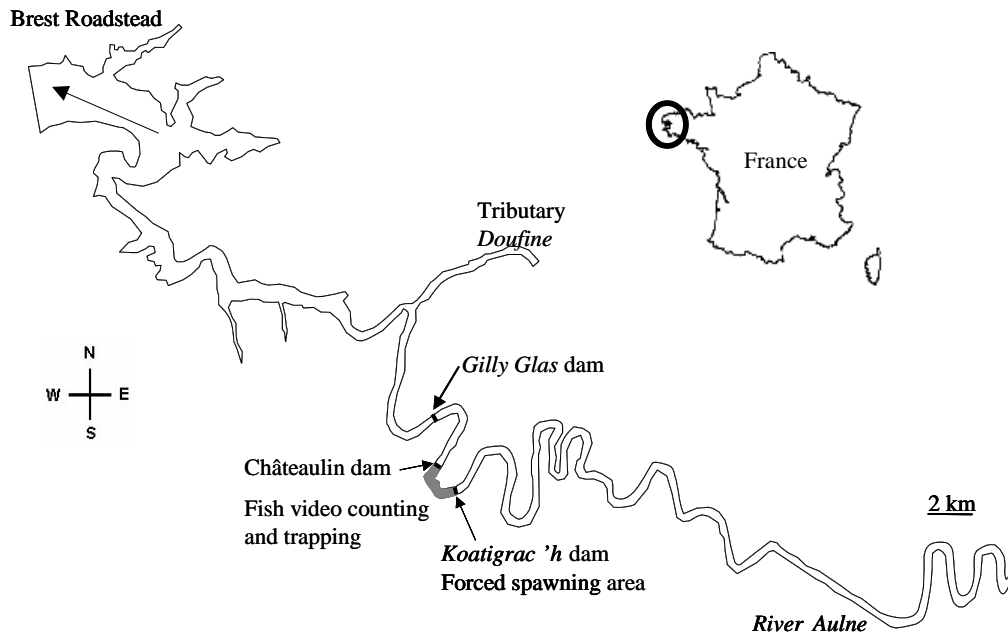 Brest Roadstead
France
Tributary
Doufine
N
W E
S
Gilly Glas dam
Châteaulin dam
Fish video counting
and trapping
Koatigrac 'h dam
Forced spawning area
2 km
River Aulne